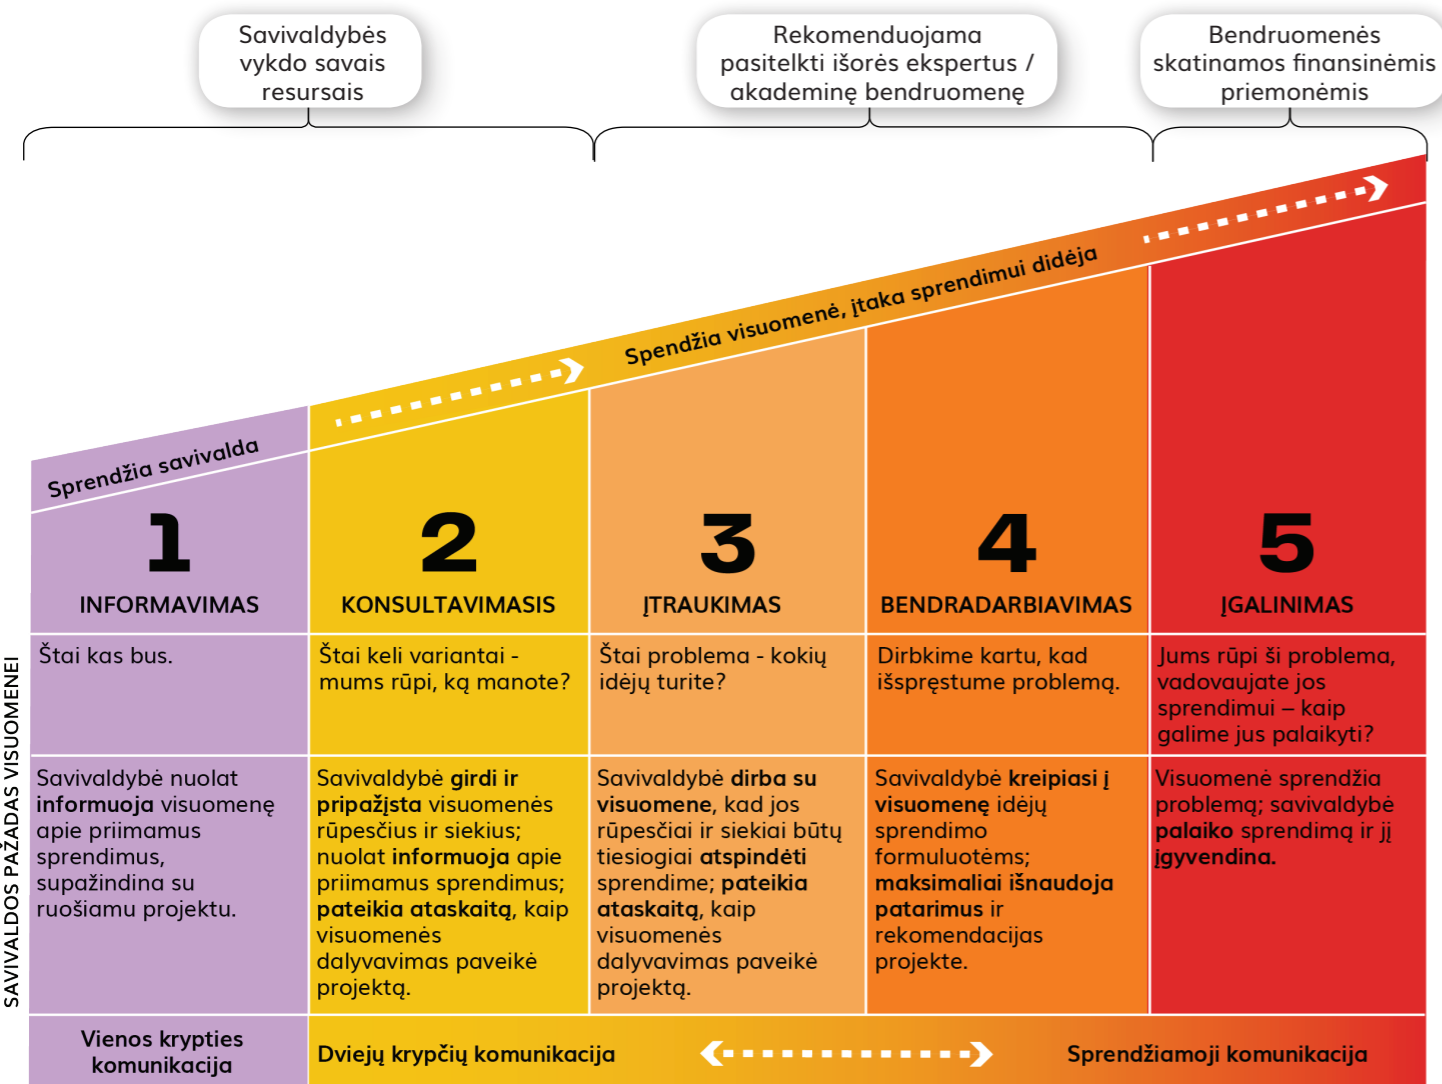 Savivaldybės
vykdo savais
resursais
Rekomenduojama
pasitelkti išorės ekspertus /
akademinę bendruomenę
Bendruomenės
skatinamos finansinėmis
priemonėmis
Sprendžia savivalda
Spendžia visuomenė, įtaka sprendimui didėja
1
INFORMAVIMAS
2
KONSULTAVIMASIS
3
ĮTRAUKIMAS
4
BENDRADARBIAVIMAS
5
ĮGALINIMAS
SAVIVALDOS PAŽADAS VISUOMENEI
Štai kas bus.
Štai keli variantai -
mums rūpi, ką manote?
Štai problema - kokių
idėjų turite?
Dirbkime kartu, kad
išspręstume problemą.
Jums rūpi ši problema,
vadovaujate jos
sprendimui – kaip
galime jus palaikyti?
Savivaldybė nuolat
informuoja visuomenę
apie priimamus
sprendimus,
supažindina su
ruošiamu projektu.
Savivaldybė girdi ir
pripažįsta visuomenės
rūpesčius ir siekius;
nuolat informuoja apie
priimamus sprendimus;
pateikia ataskaitą, kaip
visuomenės
dalyvavimas paveikė
projektą.
Savivaldybė dirba su
visuomene, kad jos
rūpesčiai ir siekiai būtų
tiesiogiai atspindėti
sprendime; pateikia
ataskaitą, kaip
visuomenės
dalyvavimas paveikė
projektą.
Savivaldybė kreipiasi į
visuomenę idėjų
sprendimo
formuluotėms;
maksimaliai išnaudoja
patarimus ir
rekomendacijas
projekte.
Visuomenė sprendžia
problemą; savivaldybė
palaiko sprendimą ir jį
įgyvendina.
Vienos krypties
komunikacija
Dviejų krypčių komunikacija
Sprendžiamoji komunikacija